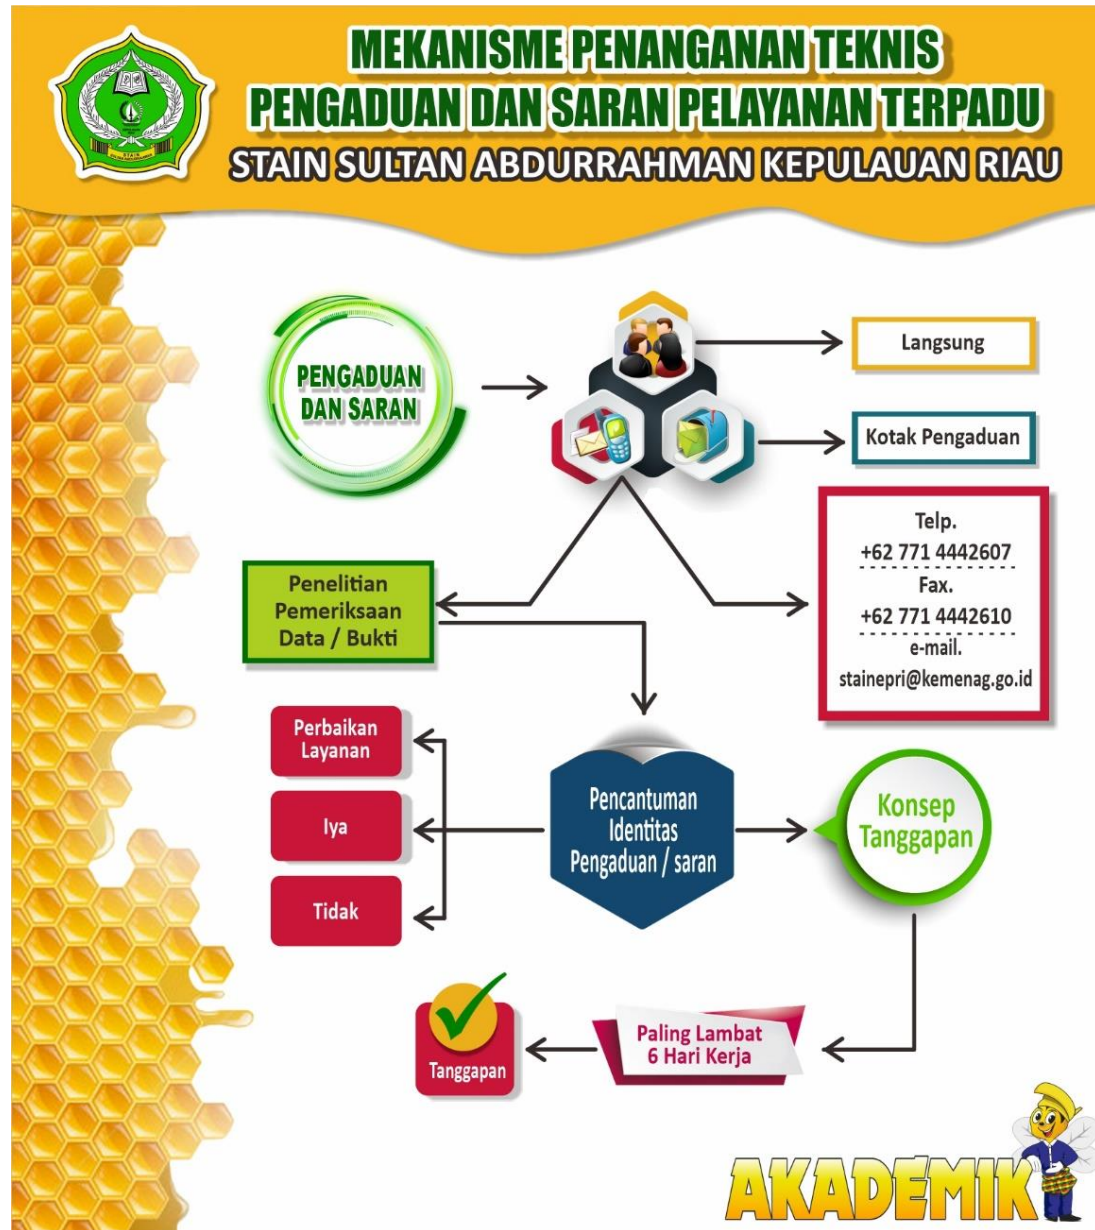 MEKANISME PENANGANAN TEKNIS
PENGADUAN DAN SARAN PELAYANAN TERPADU
STAIN SULTAN ABDURRAHMAN KEPULAUAN RIAU
PENGADUAN
DAN SARAN
Langsung
Kotak Pengaduan
Telp.
+62 771 4442607
Fax.
+62 771 4442610
e-mail.
stainepri@kemenag.go.id
Penelitian
Pemeriksaan
Data / Bukti
Perbaikan
Layanan
Iya
Tidak
Pencantuman
Identitas
Pengaduan / saran
Konsep
Tanggapan
Paling Lambat
6 Hari Kerja
Tanggapan
AKADEMIK